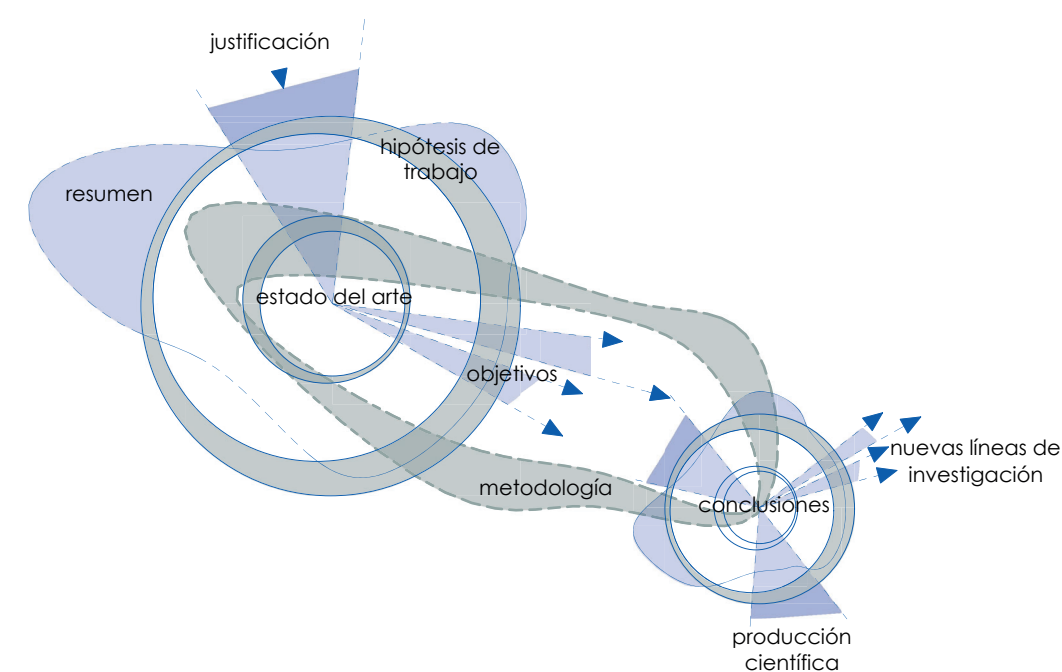 justificación
hipótesis de
trabajo
resumen
estado del arte
objetivos
nuevas líneas de
investigación
metodología
conclusiones
producción
científica